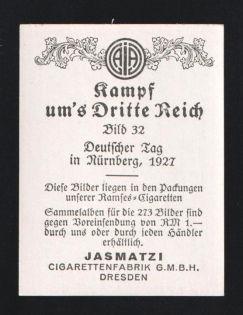 AJA
Kampf
um's Dritte Reich
Bild 32
Deutscher Tag
in Nürnberg, 1927
Diese Bilder liegen in den Packungen
unserer Ramses-Cigaretten
Sammelalben für die 273 Bilder sind
gegen Voreinsendung von RM 1.—
durch uns oder durch jeden Händler
erhältlich.
JASMATZI
CIGARETTENFABRIK G.M.B.H.
DRESDEN